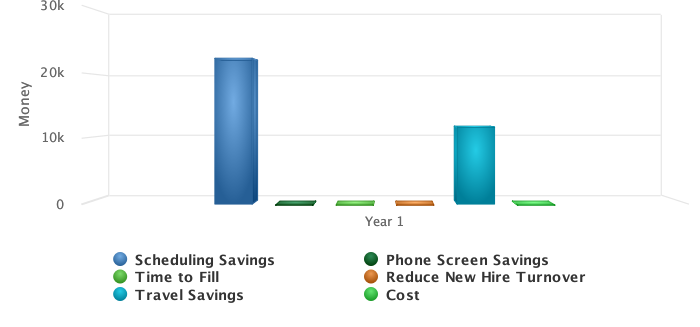 30k
20k
10k
0
Money
Year 1
Scheduling Savings
Phone Screen Savings
Time to Fill
Reduce New Hire Turnover
Travel Savings
Cost